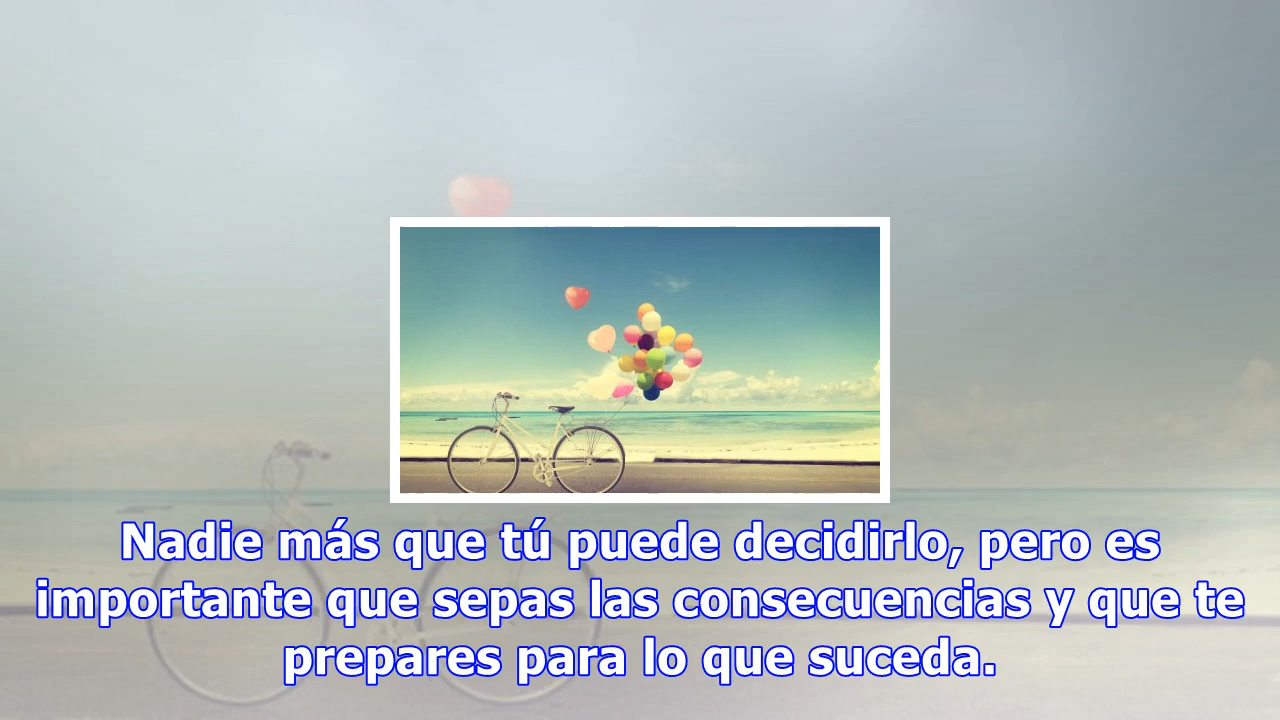 Nadie más que tú puede decidirlo, pero es
importante que sepas las consecuencias y que te
prepares para lo que suceda.